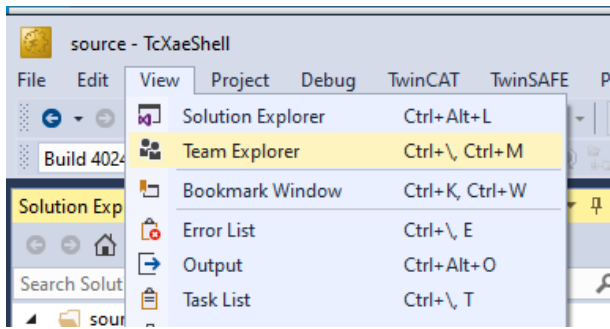 source - TcXaeShell
File Edit View Project Debug TwinCAT TwinSAFE P
Solution Explorer Ctrl+Alt+L
Build 4024 Team Explorer Ctrl+\, Ctrl+M
Bookmark Window Ctrl+K, Ctrl+W
Solution Exp
Error List Ctrl+\, E
Output Ctrl+Alt+O
Search Solut
Task List Ctrl+\, T
sour